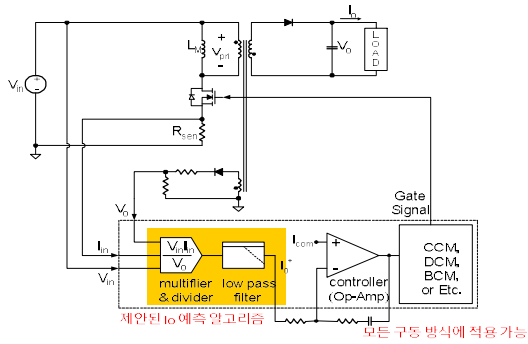 Io
LM
+
Vpri
-
Vo
LOAD
Vin
+
-
Rsen
Vo
Gate
Signal
Iin
Vin
Vin Iin
Vo
Io*
Icom
+
-
multiflier
& divider
low pass
filter
controller
(Op-Amp)
CCM,
DCM,
BCM,
or Etc.
제안된 Io 예측 알고리즘
모든 구동 방식에 적용 가능